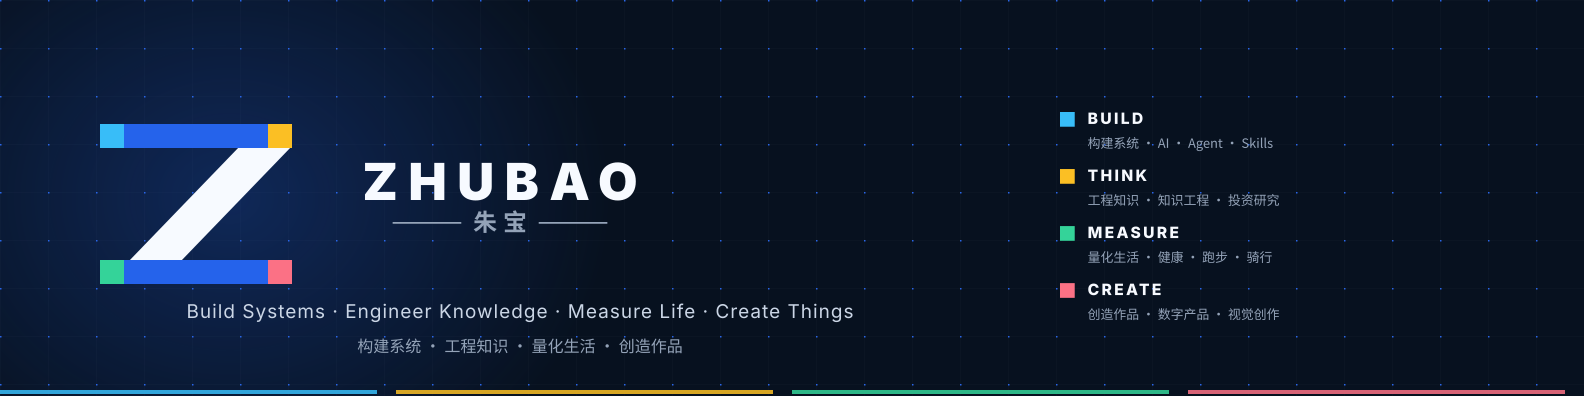 ZHUBAO
朱宝
Build Systems · Engineer Knowledge · Measure Life · Create Things
构建系统 · 工程知识 · 量化生活 · 创造作品
BUILD
构建系统 · AI · Agent · Skills
THINK
工程知识 · 知识工程 · 投资研究
MEASURE
量化生活 · 健康 · 跑步 · 骑行
CREATE
创造作品 · 数字产品 · 视觉创作